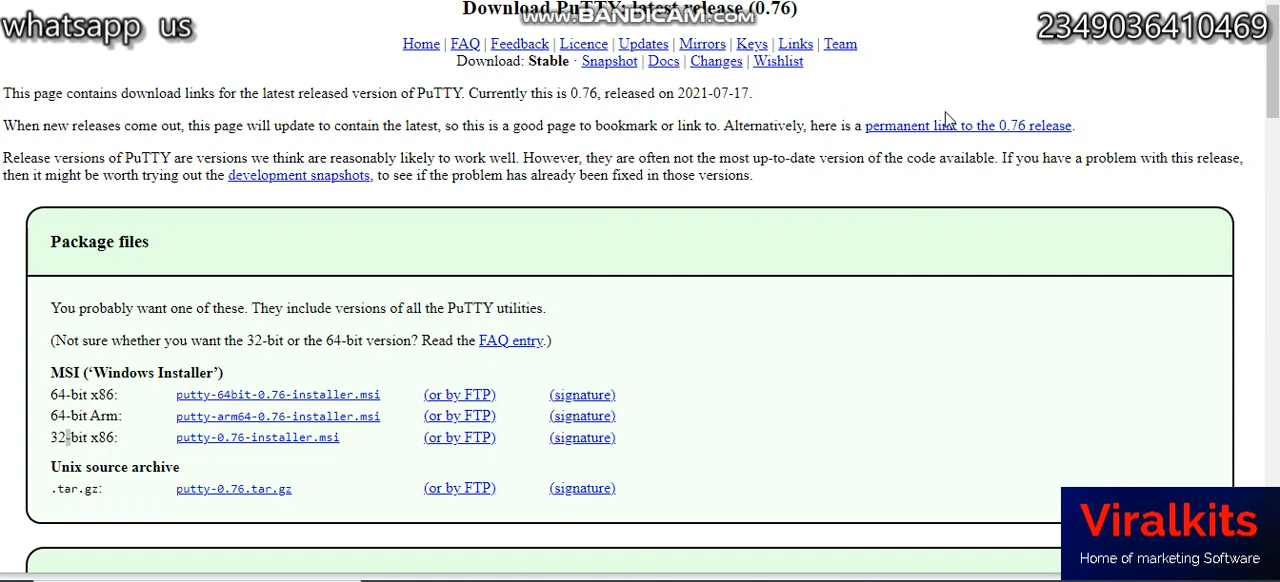 Download PuTTY: latest release (0.76)
www.BANDICAM.com
whatsapp us
2349036410469
Home | FAQ | Feedback | Licence | Updates | Mirrors | Keys | Links | Team
Download: Stable · Snapshot | Docs | Changes | Wishlist
This page contains download links for the latest released version of PuTTY. Currently this is 0.76, released on 2021-07-17.
When new releases come out, this page will update to contain the latest, so this is a good page to bookmark or link to. Alternatively, here is a permanent link to the 0.76 release.
Release versions of PuTTY are versions we think are reasonably likely to work well. However, they are often not the most up-to-date version of the code available. If you have a problem with this release,
then it might be worth trying out the development snapshots, to see if the problem has already been fixed in those versions.
Package files
You probably want one of these. They include versions of all the PuTTY utilities.
(Not sure whether you want the 32-bit or the 64-bit version? Read the FAQ entry.)
MSI (‘Windows Installer’)
64-bit x86: putty-64bit-0.76-installer.msi (or by FTP) (signature)
64-bit Arm: putty-arm64-0.76-installer.msi (or by FTP) (signature)
32-bit x86: putty-0.76-installer.msi (or by FTP) (signature)
Unix source archive
.tar.gz: putty-0.76.tar.gz (or by FTP) (signature)
Viralkits
Home of marketing Software